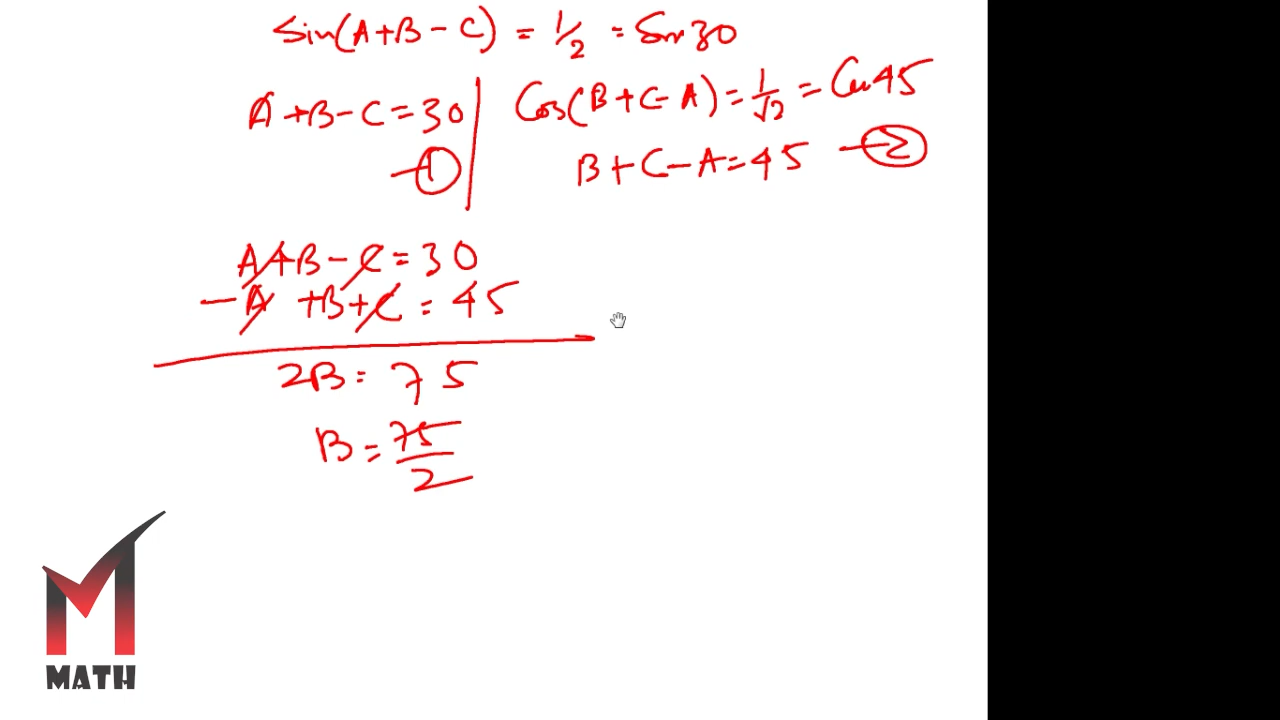 Sin(A+B-C) = 1/2 = Sin 30
A+B-C=30
①
Cos(B+C-A) = 1/√2 = Cos 45
B+C-A=45 —②
A+B-C=30
-A +B+C=45
2B=75
B=75/2
MATH